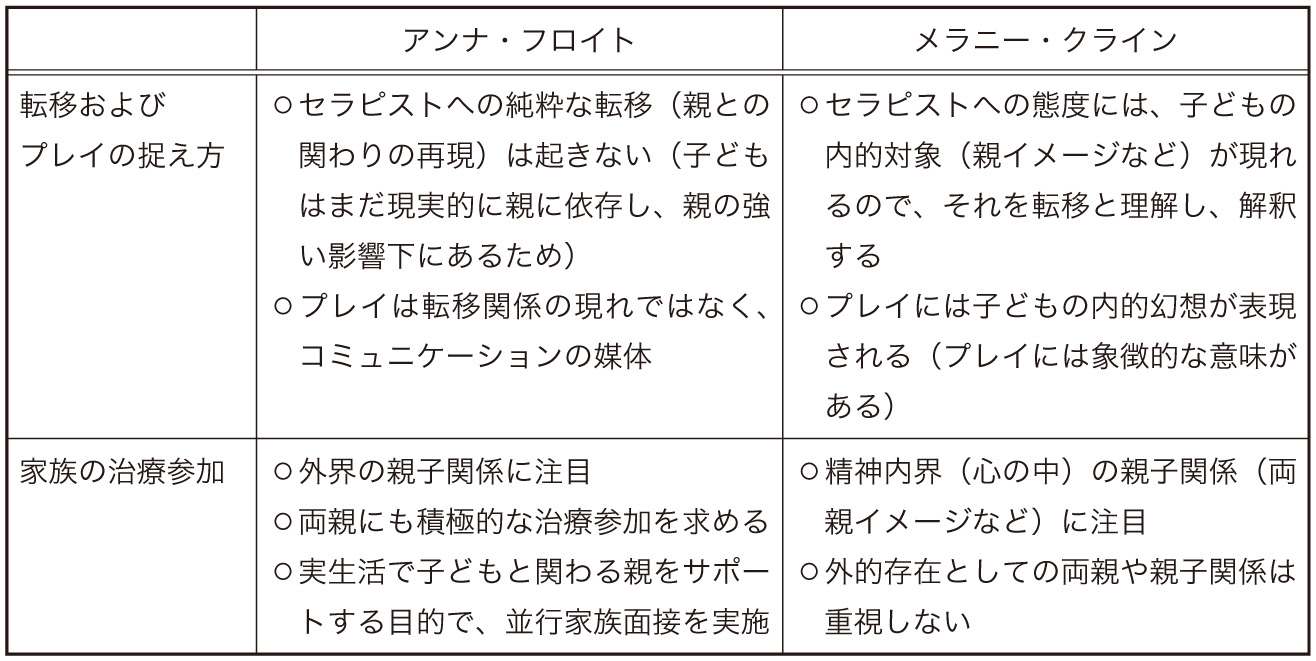 アンナ・フロイト
メラニー・クライン
転移および
プレイの捉え方
○セラピストへの純粋な転移（親との
関わりの再現）は起きない（子ども
はまだ現実的に親に依存し、親の強
い影響下にあるため）
○プレイは転移関係の現れではなく、
コミュニケーションの媒体
○セラピストへの態度には、子どもの
内的対象（親イメージなど）が現れ
るので、それを転移と理解し、解釈
する
○プレイには子どもの内的幻想が表現
される（プレイには象徴的な意味が
ある）
家族の治療参加
○外界の親子関係に注目
○両親にも積極的な治療参加を求める
○実生活で子どもと関わる親をサポー
トする目的で、並行家族面接を実施
○精神内界（心の中）の親子関係（両
親イメージなど）に注目
○外的存在としての両親や親子関係は
重視しない